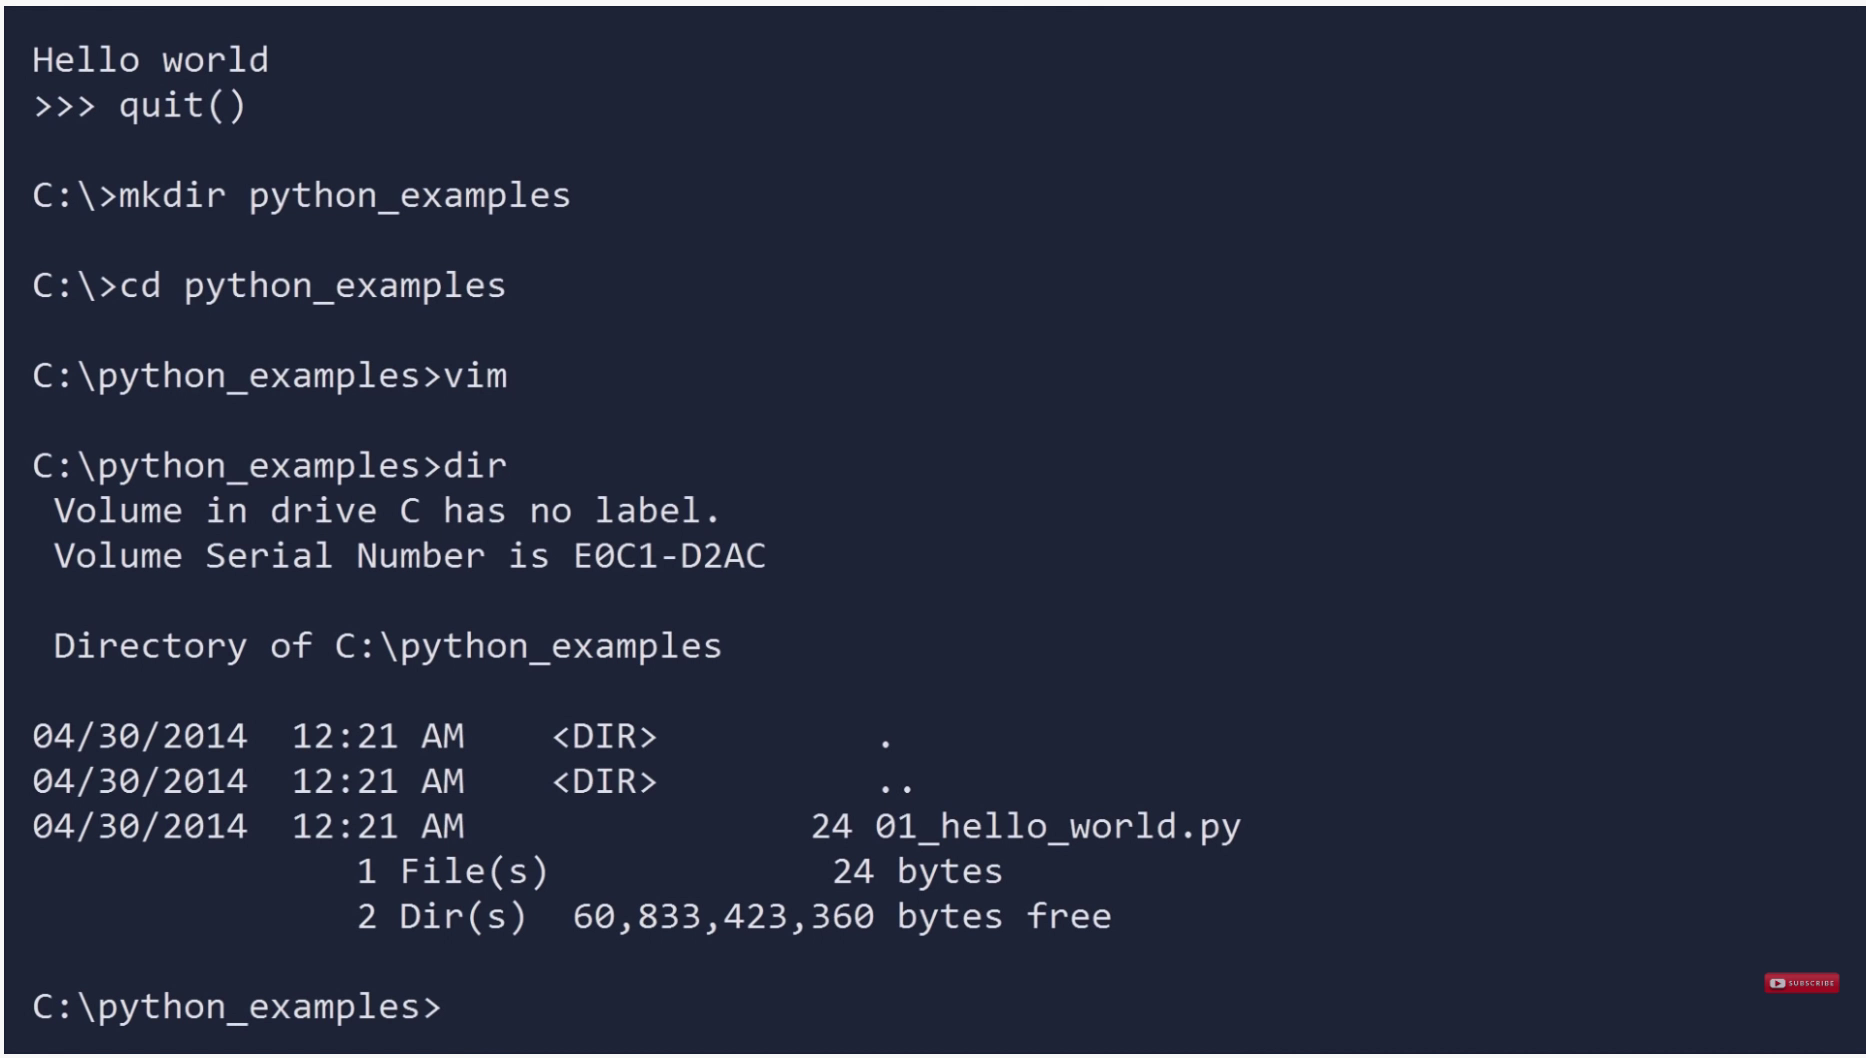 Hello world
>>> quit()
C:\>mkdir python_examples
C:\>cd python_examples
C:\python_examples>vim
C:\python_examples>dir
Volume in drive C has no label.
Volume Serial Number is E0C1-D2AC
Directory of C:\python_examples
04/30/2014  12:21 AM    <DIR>          .
04/30/2014  12:21 AM    <DIR>          ..
04/30/2014  12:21 AM                24 01_hello_world.py
1 File(s)             24 bytes
2 Dir(s)  60,833,423,360 bytes free
SUBSCRIBE
C:\python_examples>